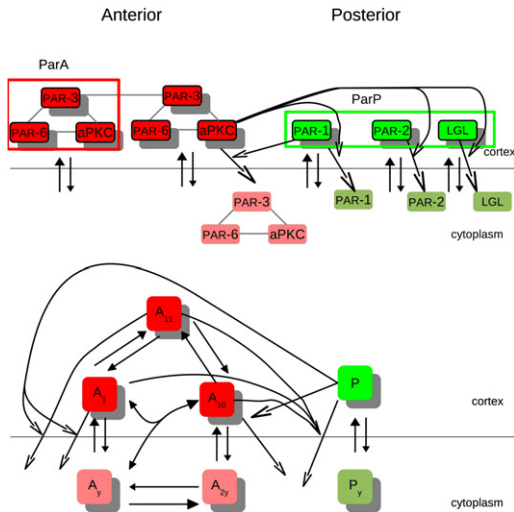 Anterior Posterior
ParA
PAR-3 PAR-3
ParP
PAR-6 aPKC PAR-6 aPKC PAR-1 PAR-2 LGL
cortex
PAR-3 PAR-1 PAR-2 LGL
PAR-6 aPKC
cytoplasm
A11
A1 A10 P
cortex
Ay A2y Py
cytoplasm